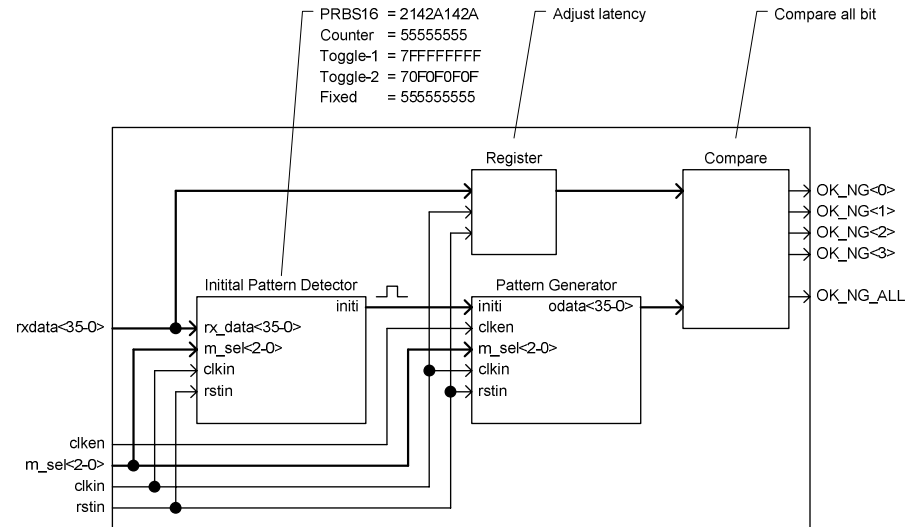 PRBS16 = 2142A142A
Counter = 55555555
Toggle-1 = 7FFFFFFFF
Toggle-2 = 70F0F0F0F
Fixed = 555555555
Adjust latency
Compare all bit
Register
Compare
OK_NG<0>
OK_NG<1>
OK_NG<2>
OK_NG<3>
OK_NG_ALL
Initital Pattern Detector
initi
rx_data<35-0>
m_sel<2-0>
clkin
rstin
Pattern Generator
initi
odata<35-0>
clken
m_sel<2-0>
clkin
rstin
rxdata<35-0>
clken
m_sel<2-0>
clkin
rstin